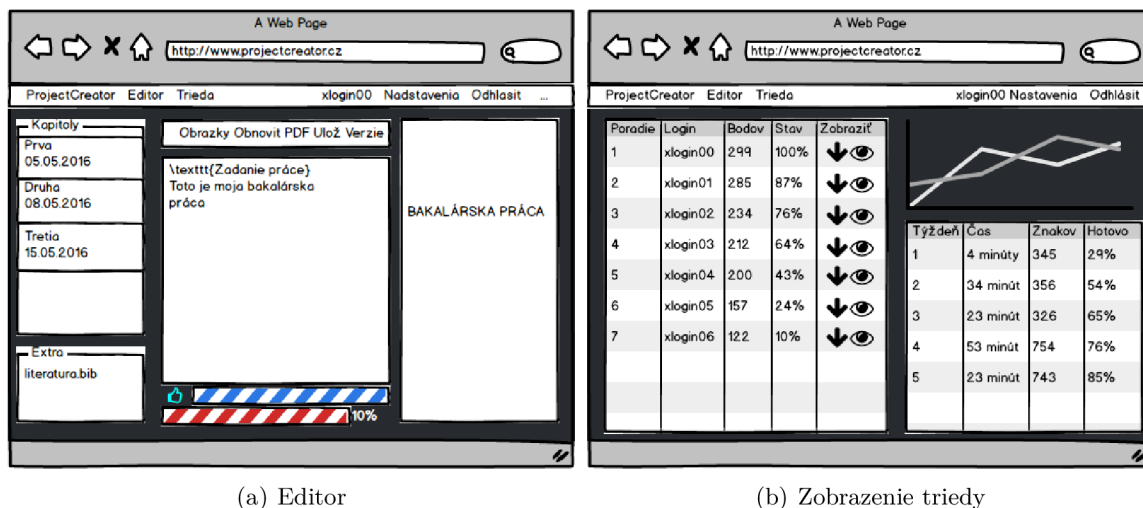 A Web Page
http://www.projectcreator.cz
ProjectCreator Editor Trieda xlogin00 Nadstavenia Odhlásit ...
Kapitoly
Prva
05.05.2016
Druha
08.05.2016
Tretia
15.05.2016
Extra
literatura.bib
Obrazky Obnovit PDF Ulož Verzie
\texttt{Zadanie práce}
Toto je moja bakalárska
práca
10%
BAKALÁRSKA PRÁCA
(a) Editor
A Web Page
http://www.projectcreator.cz
ProjectCreator Editor Trieda xlogin00 Nastavenia Odhlásiť
Poradie Login Bodov Stav Zobraziť
1 xlogin00 299 100%
2 xlogin01 285 87%
3 xlogin02 234 76%
4 xlogin03 212 64%
5 xlogin04 200 43%
6 xlogin05 157 24%
7 xlogin06 122 10%
Týždeň Čas Znakov Hotovo
1 4 minúty 345 29%
2 34 minút 356 54%
3 23 minút 326 65%
4 53 minút 754 76%
5 23 minút 743 85%
(b) Zobrazenie triedy